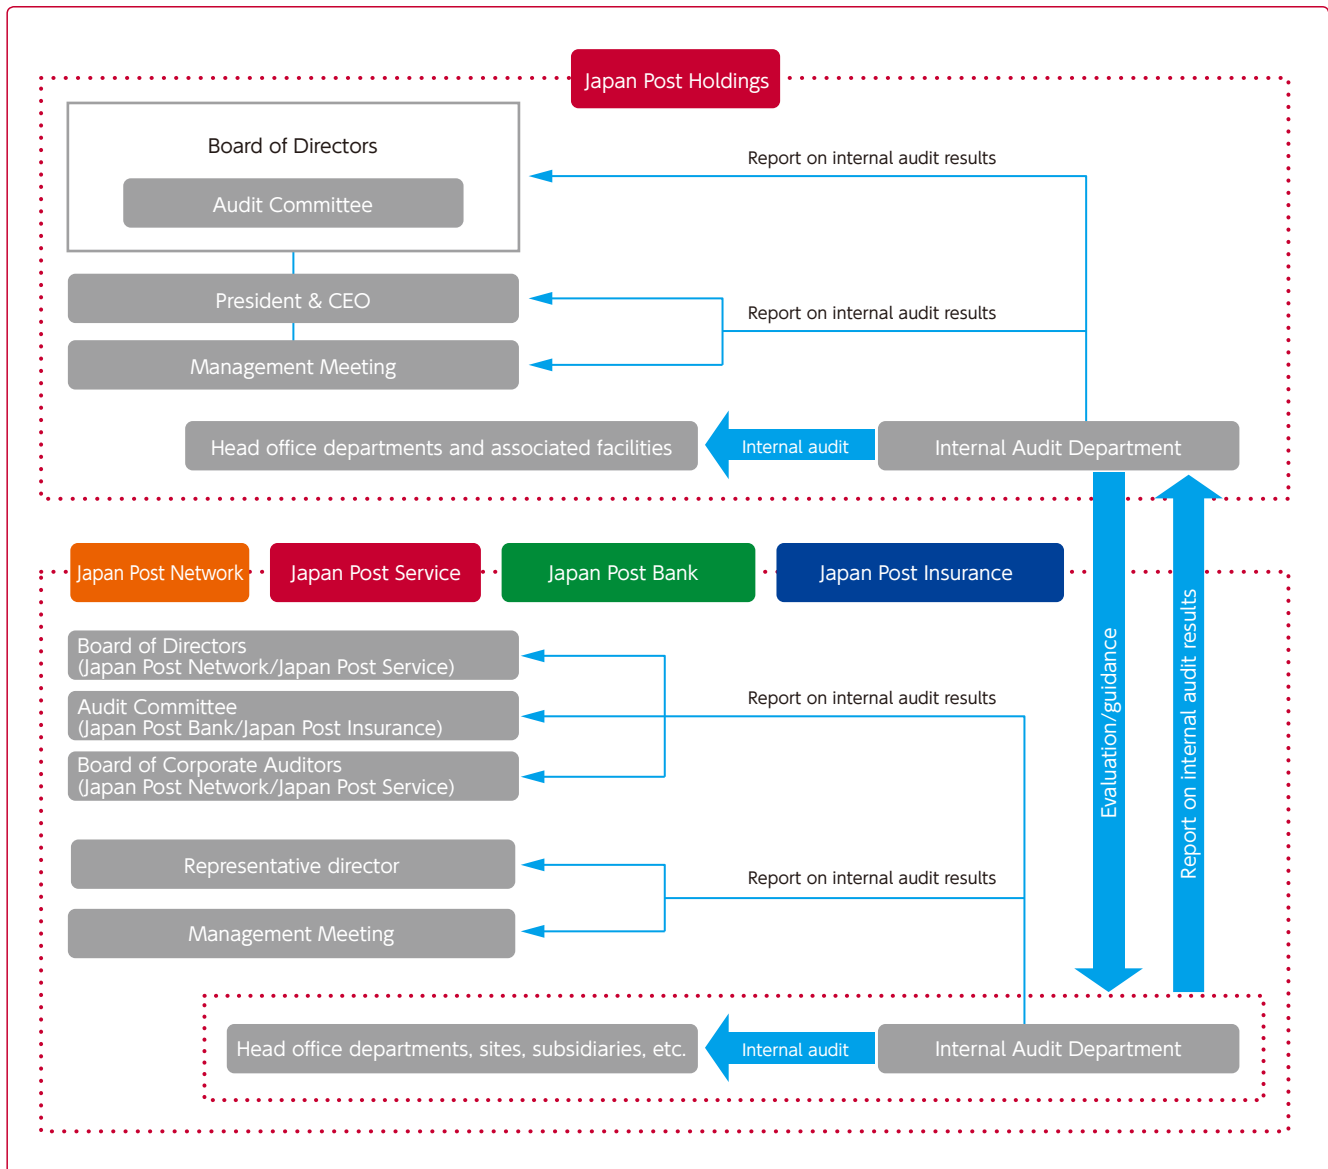 Japan Post Holdings
Board of Directors
Audit Committee
Report on internal audit results
President & CEO
Report on internal audit results
Management Meeting
Head office departments and associated facilities
Internal audit
Internal Audit Department
Japan Post Network
Japan Post Service
Japan Post Bank
Japan Post Insurance
Evaluation/guidance
Report on internal audit results
Board of Directors
(Japan Post Network/Japan Post Service)
Audit Committee
(Japan Post Bank/Japan Post Insurance)
Report on internal audit results
Board of Corporate Auditors
(Japan Post Network/Japan Post Service)
Representative director
Report on internal audit results
Management Meeting
Head office departments, sites, subsidiaries, etc.
Internal audit
Internal Audit Department